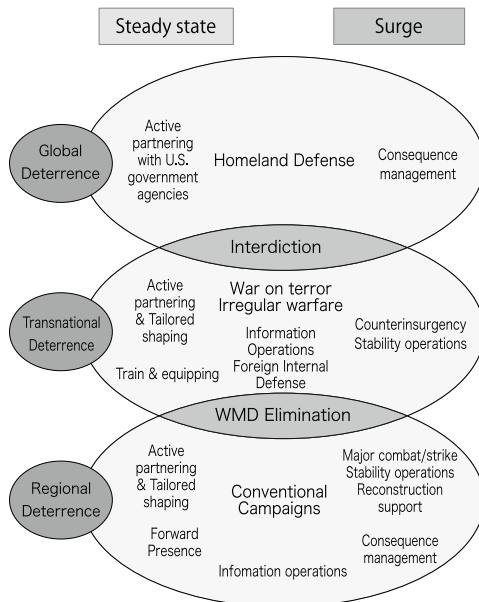 Steady state
Surge
Global
Deterrence
Active
partnering
with U.S.
government
agencies
Homeland Defense
Consequence
management
Interdiction
Transnational
Deterrence
Active
partnering
& Tailored
shaping
Train & equipping
War on terror
Irregular warfare
Information
Operations
Foreign Internal
Defense
Counterinsurgency
Stability operations
WMD Elimination
Regional
Deterrence
Active
partnering
& Tailored
shaping
Forward
Presence
Conventional
Campaigns
Infomation operations
Major combat/strike
Stability operations
Reconstruction
support
Consequence
management